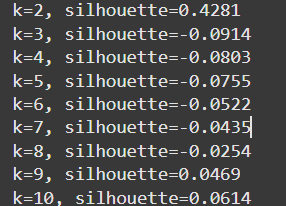 k=2, silhouette=0.4281
k=3, silhouette=-0.0914
k=4, silhouette=-0.0803
k=5, silhouette=-0.0755
k=6, silhouette=-0.0522
k=7, silhouette=-0.0435
k=8, silhouette=-0.0254
k=9, silhouette=0.0469
k=10, silhouette=0.0614